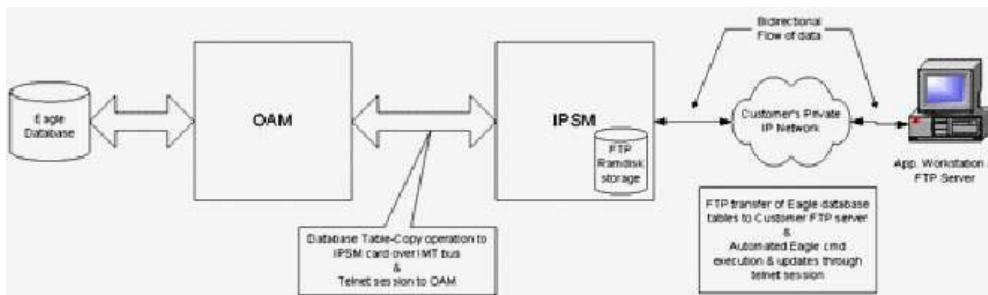 Bidirectional
Flow of data
Eagle
Database
OAM
IPSM
FTP
Ramdisk
storage
Customer's Private
IP Network
App. Workstation
FTP Server
Database Table-Copy operation to
IPSM card over IMT bus
&
Telnet session to OAM
FTP transfer of Eagle database
tables to Customer FTP server
&
Automated Eagle cmd
execution & updates through
telnet session